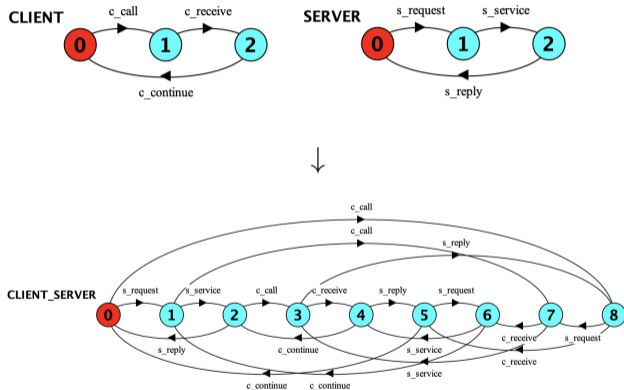 CLIENT
c_call
c_receive
0
1
2
c_continue
SERVER
s_request
s_service
0
1
2
s_reply
↓
c_call
c_call
s_reply
CLIENT_SERVER
s_request
s_service
c_call
c_receive
s_reply
s_request
0
1
2
3
4
5
6
7
8
s_reply
c_continue
s_service
c_receive
s_request
c_receive
s_service
c_continue
c_continue